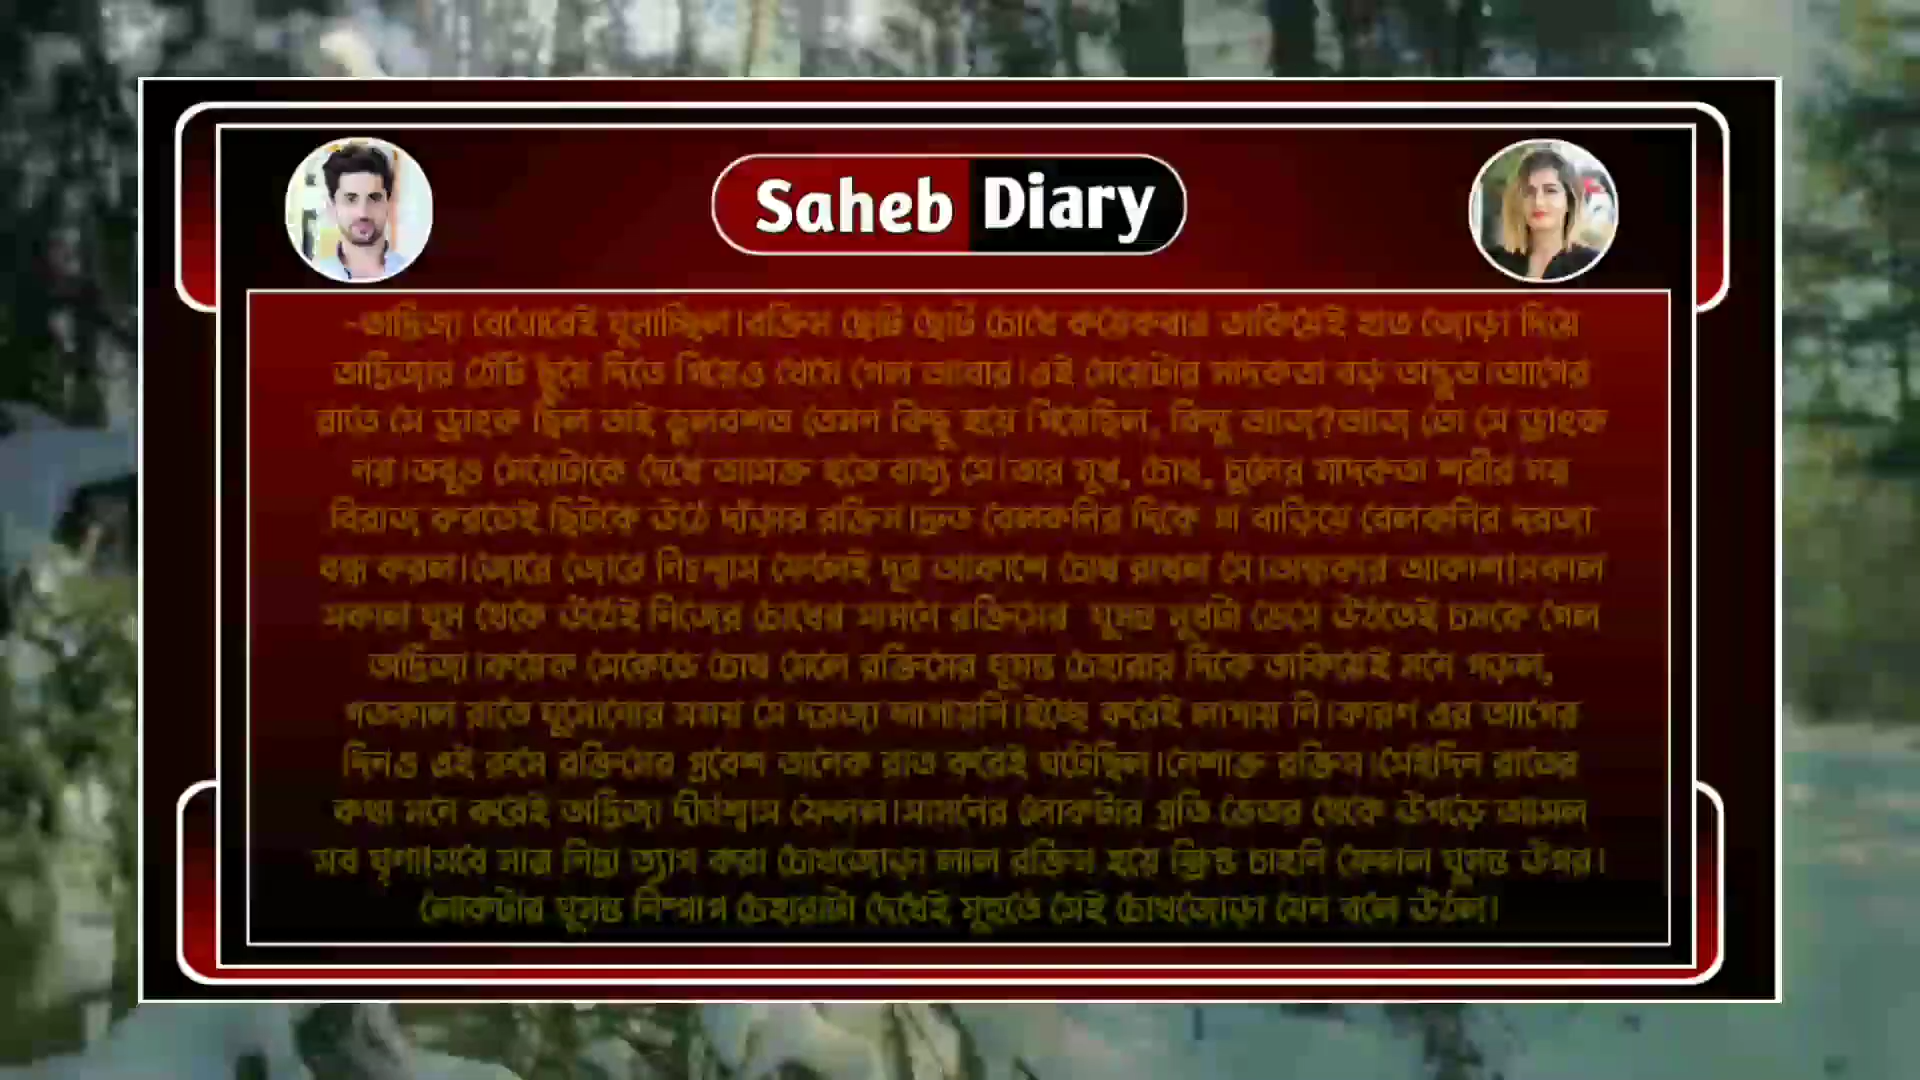 Saheb Diary
-অদ্রিজা বেঘোরেই ঘুমাচ্ছিল।রক্তিম ছোট ছোট চোখে কয়েকবার তাকিয়েই হাত জোড়া দিয়ে
অদ্রিজার ঠোঁট ছুঁয়ে দিতে গিয়েও থেমে গেল আবার।এই মেয়েটার মাদকতা বড় অদ্ভুত।আগের
রাতে সে ড্রাংক ছিল তাই ভুলবশত তেমন কিছু হয়ে গিয়েছিল, কিন্তু আজ?আজ তো সে ড্রাংক
নয়।তবুও মেয়েটাকে দেখে আসক্ত হতে বাধ্য সে।তার মুখ, চোখ, চুলের মাদকতা শরীর ময়
বিরাজ করতেই ছিটকে উঠে দাঁড়ায় রক্তিম।দ্রুত বেলকনির দিকে পা বাড়িয়ে বেলকনির দরজা
বন্ধ করল।জোরে জোরে নিঃশ্বাস ফেলেই দূর আকাশে চোখ রাখল সে।অন্ধকার আকাশ।সকাল
সকাল ঘুম থেকে উঠেই নিজের চোখের সামনে রক্তিমের ঘুমন্ত মুখটা ভেসে উঠতেই চমকে গেল
অদ্রিজা।কয়েক সেকেন্ড চোখ মেলে রক্তিমের ঘুমন্ত চেহারার দিকে তাকিয়েই মনে পড়ল,
গতকাল রাতে ঘুমোনোর সময় সে দরজা লাগায়নি।ইচ্ছে করেই লাগায় নি।কারণ এর আগের
দিনও এই রুমে রক্তিমের প্রবেশ অনেক রাত করেই ঘটেছিল।নেশাক্ত রক্তিম।সেইদিন রাতের
কথা মনে করেই অদ্রিজা দীর্ঘশ্বাস ফেলল।সামনের লোকটার প্রতি ভেতর থেকে উগড়ে আসল
সব ঘৃণা।সবে মাত্র নিদ্রা ত্যাগ করা চোখজোড়া লাল রক্তিম হয়ে ক্ষিপ্ত চাহনি ফেলল ঘুমন্ত উপর।
লোকটার ঘুমন্ত নিষ্পাপ চেহারাটা দেখেই মুহূর্তে সেই চোখজোড়া যেন বলে উঠল।